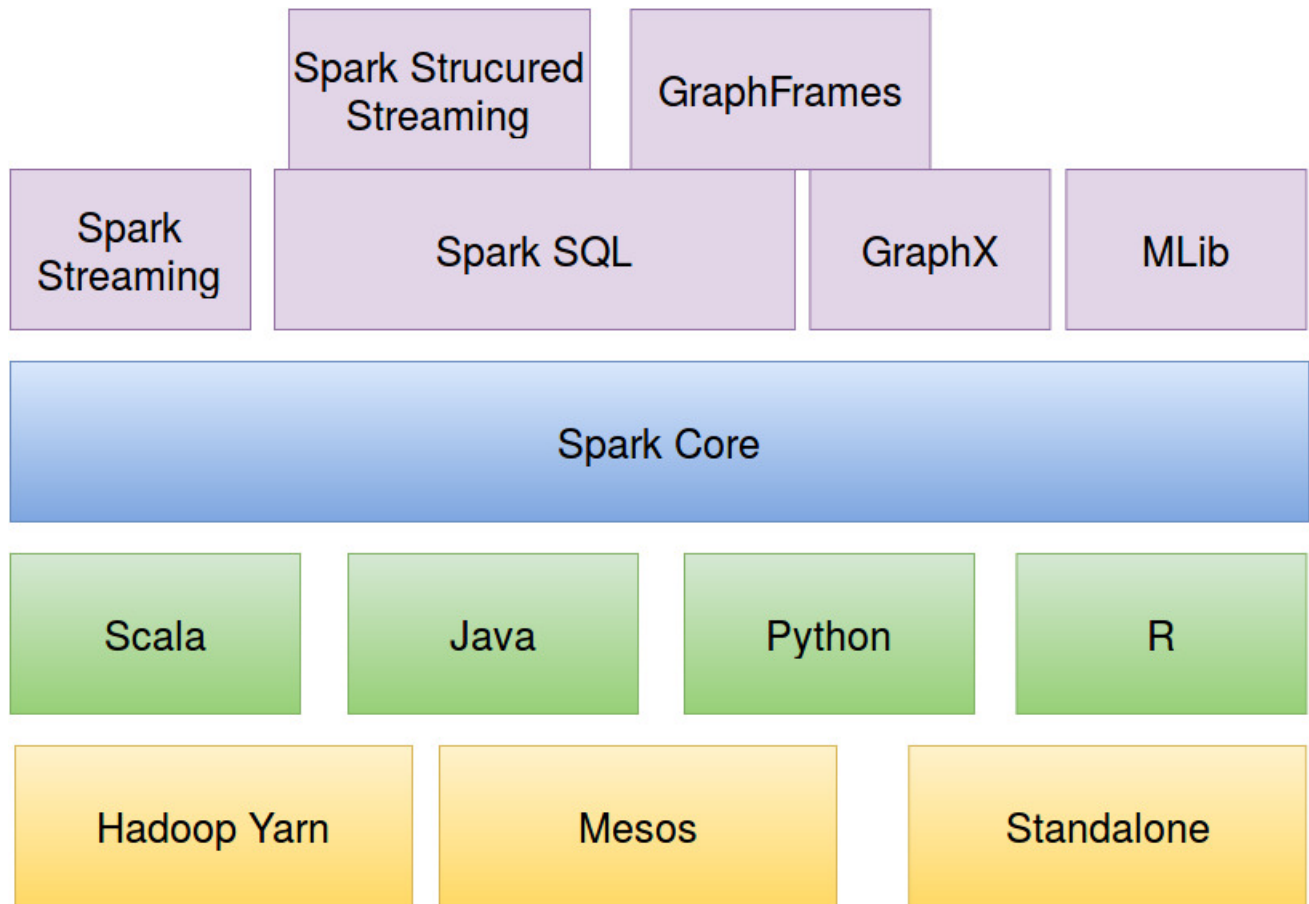 Spark Strucured
Streaming
GraphFrames
Spark
Streaming
Spark SQL
GraphX
MLib
Spark Core
Scala
Java
Python
R
Hadoop Yarn
Mesos
Standalone